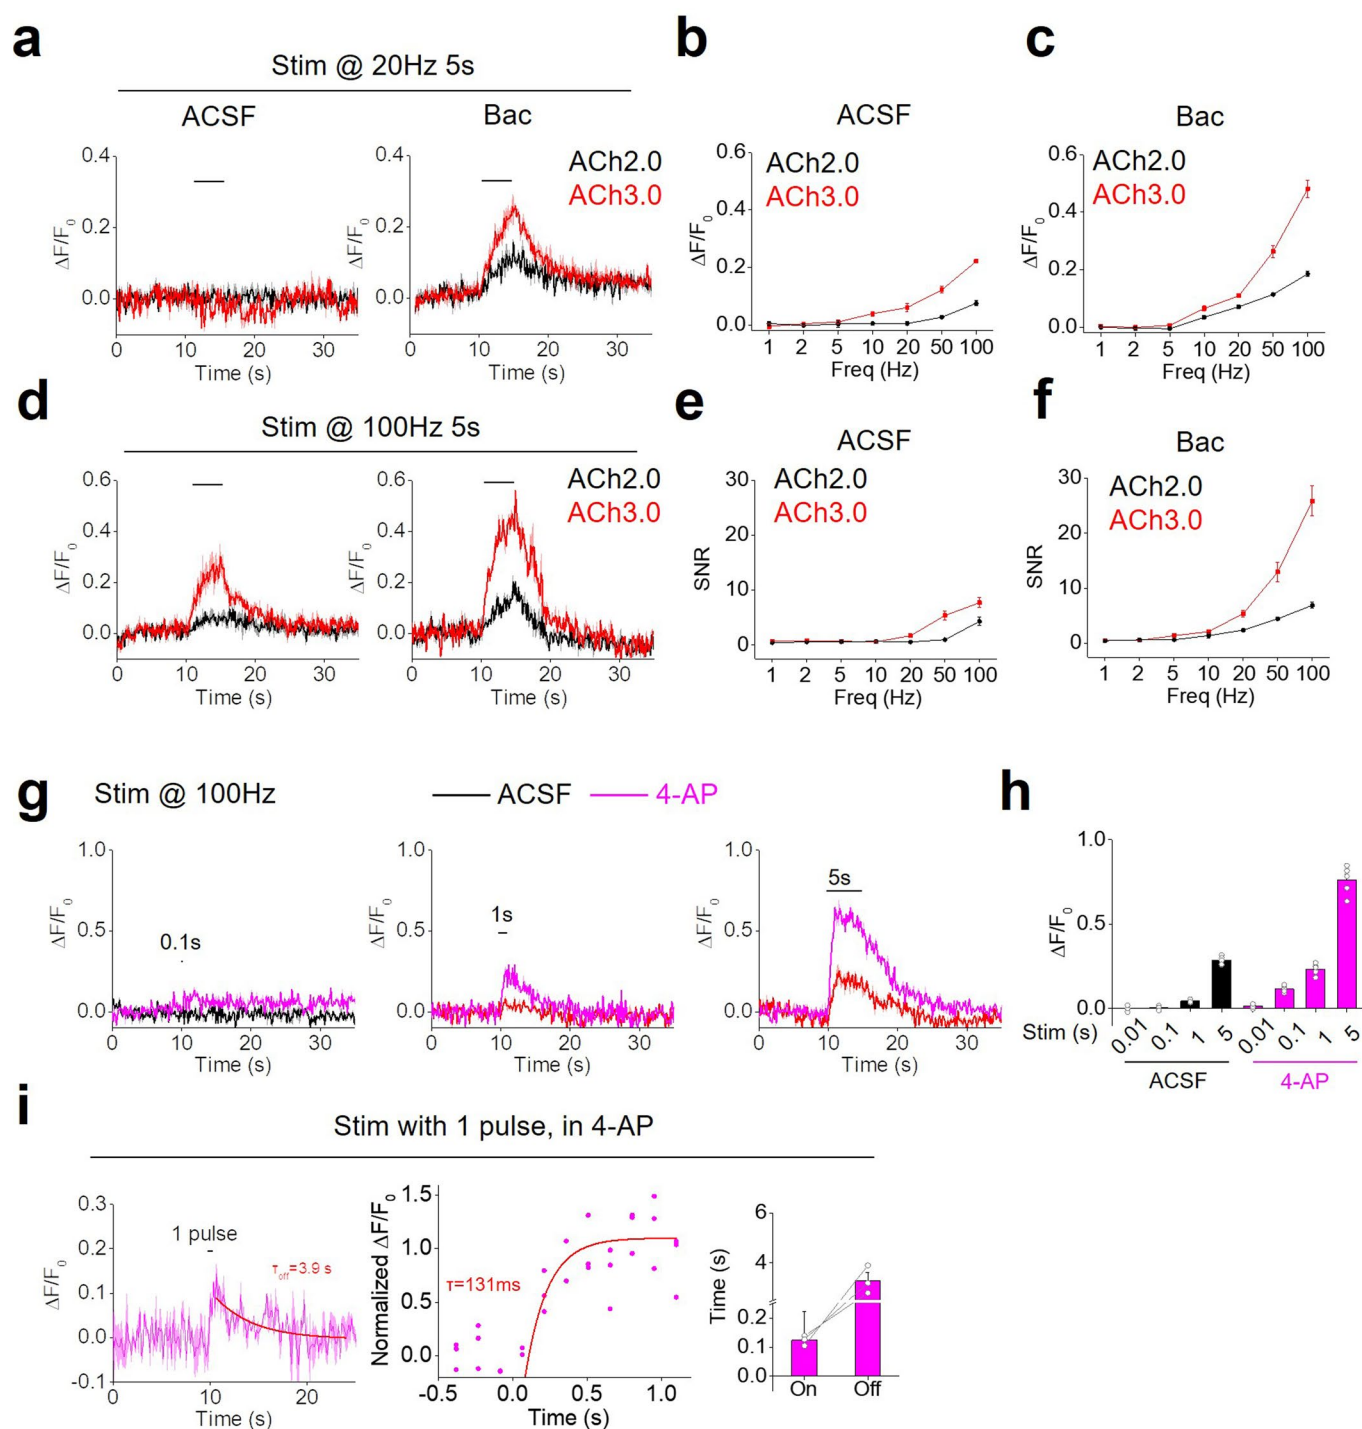 a
Stim @ 20Hz 5s
ACSF
Bac
ACh2.0
ACh3.0
ΔF/F0
0.4
0.2
0.0
0 10 20 30
Time (s)
ΔF/F0
0.4
0.2
0.0
0 10 20 30
Time (s)
b
ACSF
ACh2.0
ACh3.0
ΔF/F0
0.6
0.4
0.2
0.0
1 2 5 10 20 50 100
Freq (Hz)
c
Bac
ACh2.0
ACh3.0
ΔF/F0
0.6
0.4
0.2
0.0
1 2 5 10 20 50 100
Freq (Hz)
d
Stim @ 100Hz 5s
ACh2.0
ACh3.0
ΔF/F0
0.6
0.4
0.2
0.0
0 10 20 30
Time (s)
ΔF/F0
0.6
0.4
0.2
0.0
0 10 20 30
Time (s)
e
ACSF
ACh2.0
ACh3.0
SNR
30
20
10
0
1 2 5 10 20 50 100
Freq (Hz)
f
Bac
ACh2.0
ACh3.0
SNR
30
20
10
0
1 2 5 10 20 50 100
Freq (Hz)
g
Stim @ 100Hz
ACSF
4-AP
ΔF/F0
1.0
0.5
0.0
0.1s
0 10 20 30
Time (s)
ΔF/F0
1.0
0.5
0.0
1s
0 10 20 30
Time (s)
ΔF/F0
1.0
0.5
0.0
5s
0 10 20 30
Time (s)
h
ΔF/F0
1.0
0.5
0.0
Stim (s)
0.01 0.1 1 5 0.01 0.1 1 5
ACSF
4-AP
i
Stim with 1 pulse, in 4-AP
ΔF/F0
0.3
0.2
0.1
0.0
-0.1
1 pulse
τoff=3.9 s
0 10 20
Time (s)
Normalized ΔF/F0
1.5
1.0
0.5
0.0
τ=131ms
-0.5 0.0 0.5 1.0
Time (s)
Time (s)
6
3
0.2
0.1
0.0
On Off